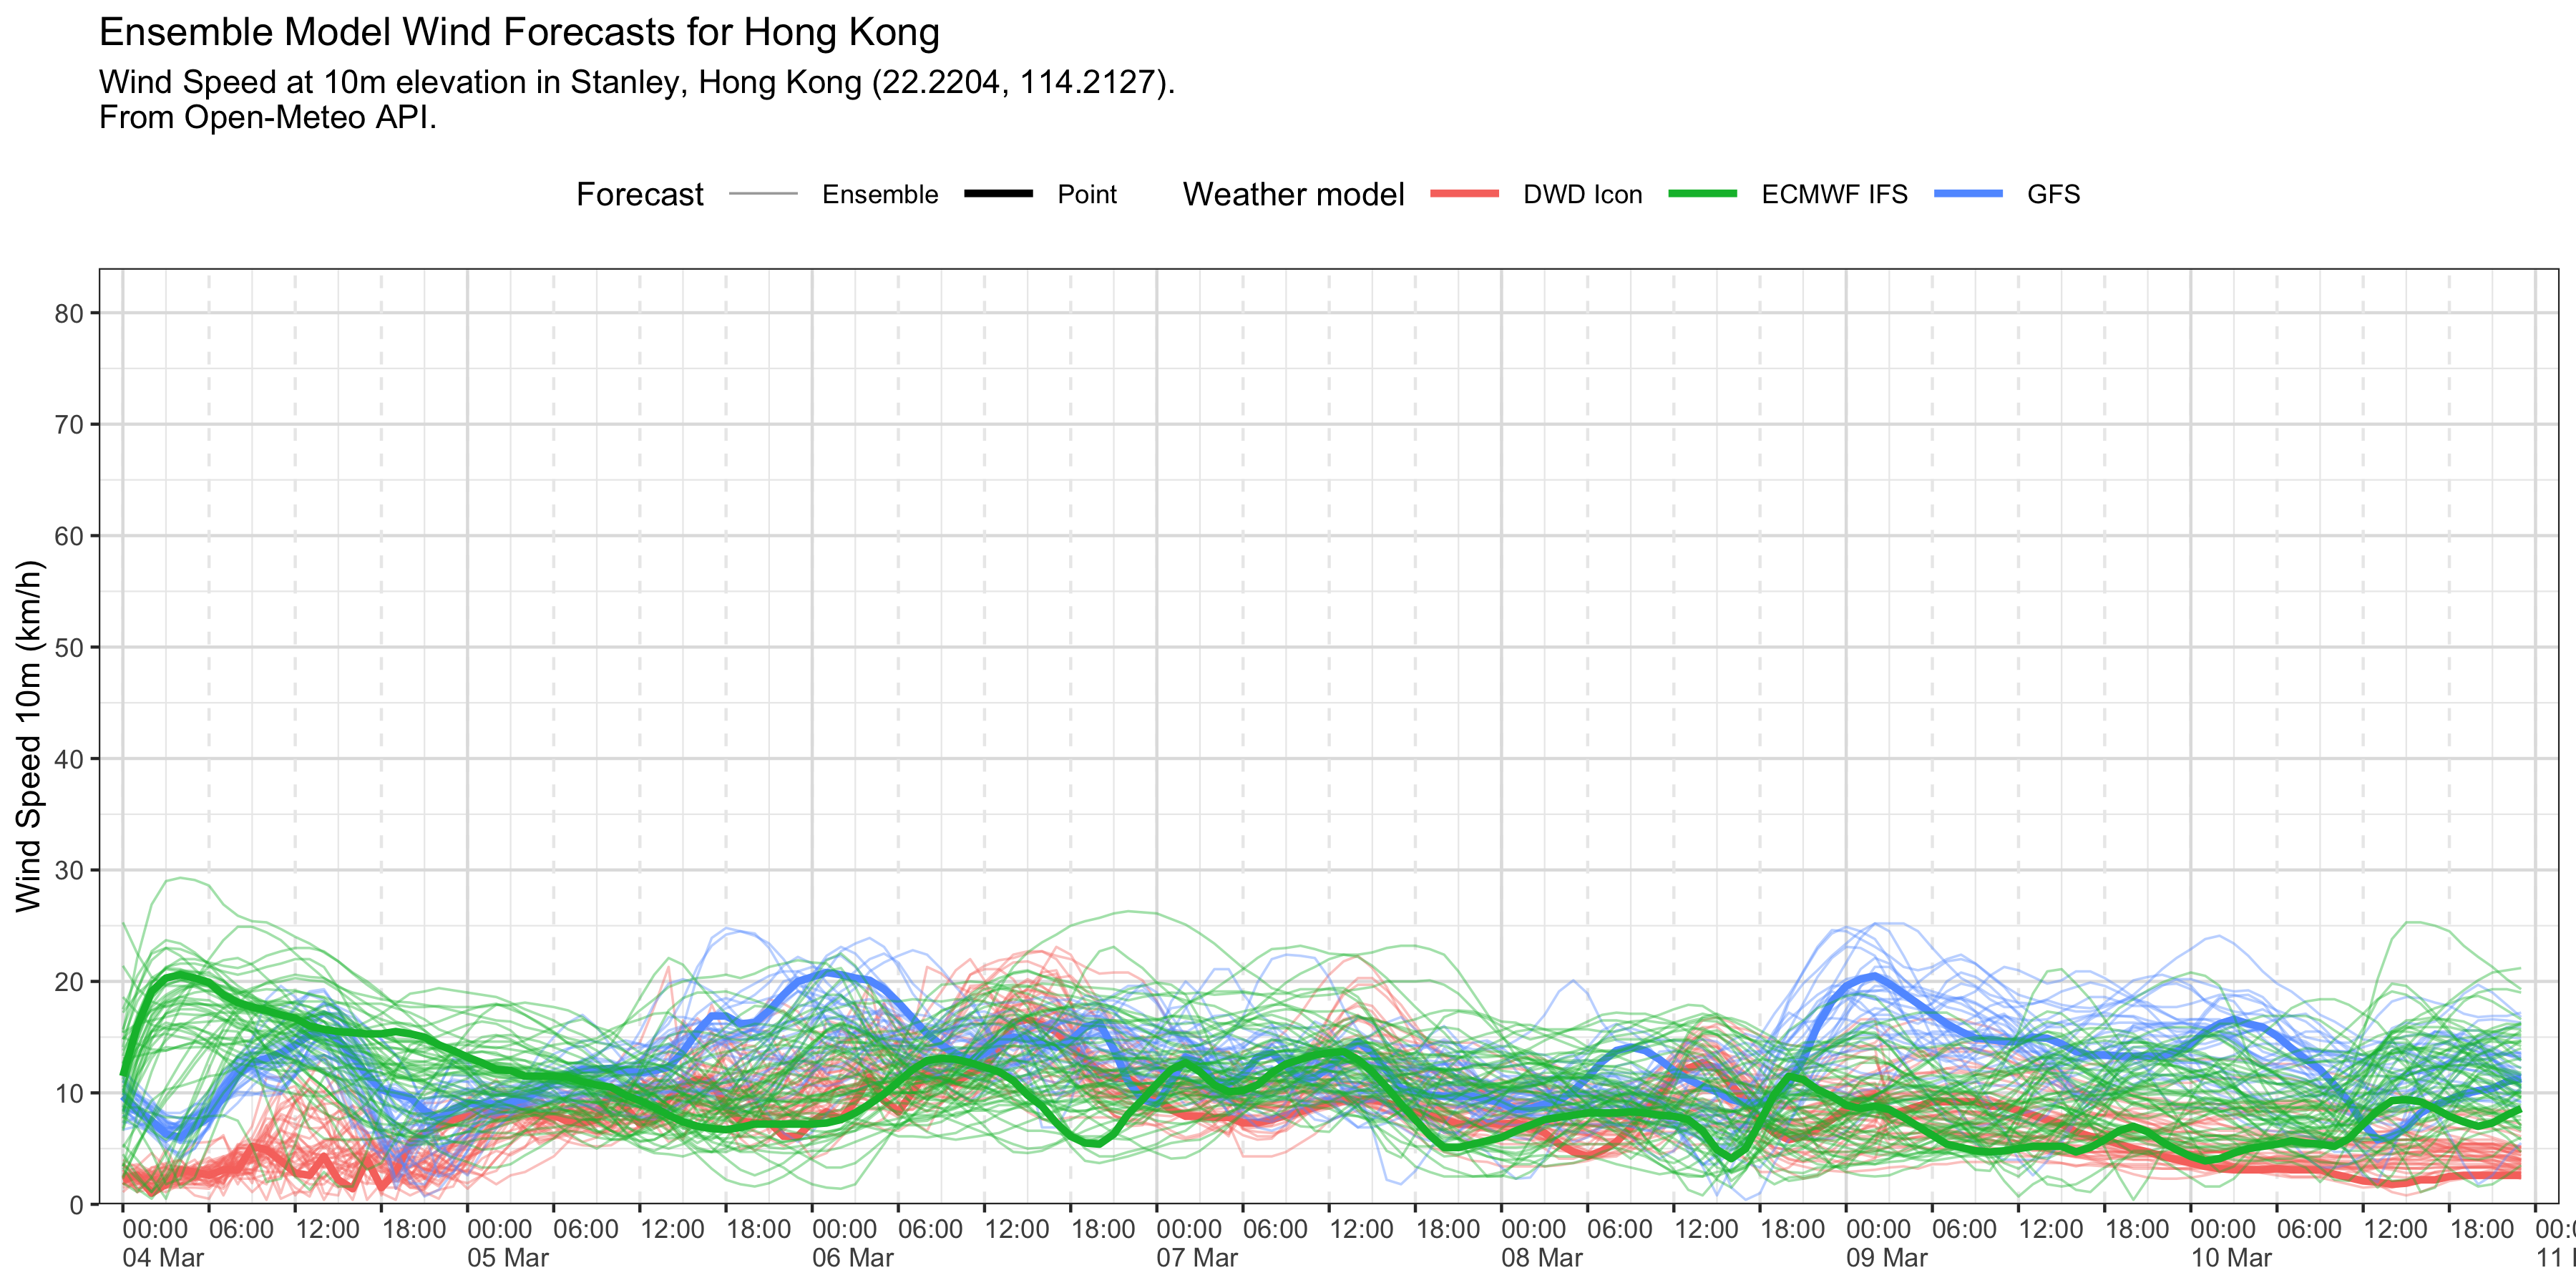 Ensemble Model Wind Forecasts for Hong Kong
Wind Speed at 10m elevation in Stanley, Hong Kong (22.2204, 114.2127).
From Open-Meteo API.
Forecast Ensemble Point Weather model DWD Icon ECMWF IFS GFS
Wind Speed 10m (km/h)
80
70
60
50
40
30
20
10
0
00:00 06:00 12:00 18:00 00:00 06:00 12:00 18:00 00:00 06:00 12:00 18:00 00:00 06:00 12:00 18:00 00:00 06:00 12:00 18:00 00:00 06:00 12:00 18:00 00:00 06:00 12:00 18:00 00:0
04 Mar 05 Mar 06 Mar 07 Mar 08 Mar 09 Mar 10 Mar 11